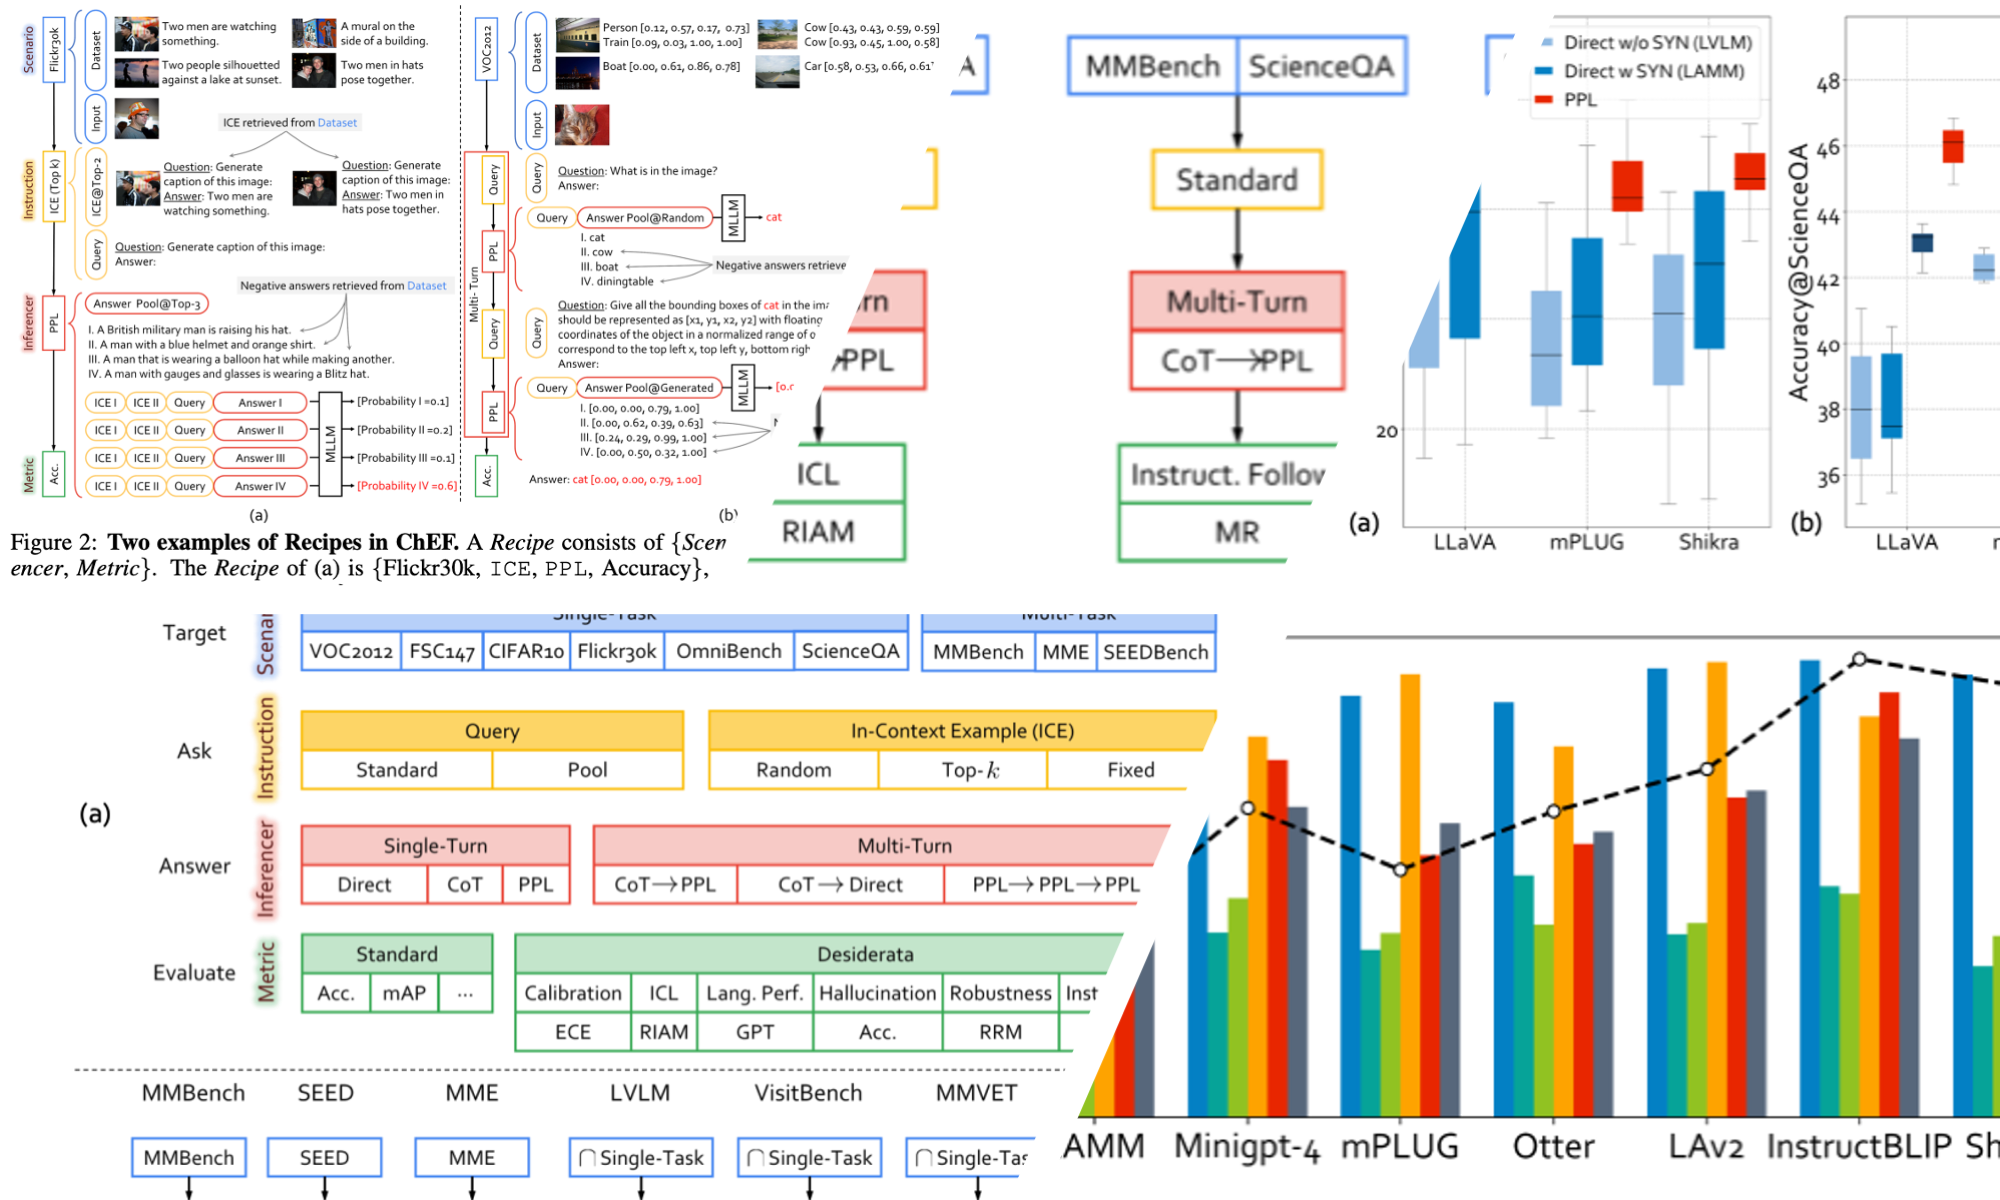 Scenario
Flickr30k
Dataset
Two men are watching
something.
A mural on the
side of a building.
Two people silhouetted
against a lake at sunset.
Two men in hats
pose together.
Input
ICE retrieved from Dataset
Instruction
ICE (Top k)
ICE@Top-2
Question: Generate
caption of this image:
Answer: Two men are
watching something.
Question: Generate
caption of this image:
Answer: Two men in
hats pose together.
Query
Question: Generate caption of this image:
Answer:
Negative answers retrieved from Dataset
Inferencer
PPL
Answer Pool@Top-3
I. A British military man is raising his hat.
II. A man with a blue helmet and orange shirt.
III. A man that is wearing a balloon hat while making another.
IV. A man with gauges and glasses is wearing a Blitz hat.
ICE I ICE II Query Answer I [Probability I =0.1]
ICE I ICE II Query Answer II [Probability II =0.2]
ICE I ICE II Query Answer III [Probability III =0.1]
ICE I ICE II Query Answer IV [Probability IV =0.6]
MLLM
Metric
Acc.
(a)
VOC2012
Dataset
Person [0.12, 0.57, 0.17, 0.73]
Train [0.09, 0.03, 1.00, 1.00]
Cow [0.43, 0.43, 0.59, 0.59]
Cow [0.93, 0.45, 1.00, 0.58]
Boat [0.00, 0.61, 0.86, 0.78]
Car [0.58, 0.53, 0.66, 0.61
Input
Query
Query
Question: What is in the image?
Answer:
Query Answer Pool@Random MLLM cat
PPL
I. cat
II. cow
III. boat
IV. diningtable
Negative answers retrieve
Multi-Turn
Query
Query
Question: Give all the bounding boxes of cat in the
should be represented as [x1, y1, x2, y2] with floating
coordinates of the object in a normalized range of
correspond to the top left x, top left y, bottom righ
Answer:
Query Answer Pool@Generated MLLM
PPL
I. [0.00, 0.00, 0.79, 1.00]
II. [0.00, 0.62, 0.39, 0.63]
III. [0.24, 0.29, 0.99, 1.00]
IV. [0.00, 0.50, 0.32, 1.00]
Acc.
Answer: cat [0.00, 0.00, 0.79, 1.00]
(b)
Figure 2: Two examples of Recipes in ChEF. A Recipe consists of {Scen
encer, Metric}. The Recipe of (a) is {Flickr30k, ICE, PPL, Accuracy},
A
rn
PPL
ICL
RIAM
MMBench ScienceQA
Standard
Multi-Turn
CoT→PPL
Instruct. Follow
MR
Direct w/o SYN (LVLM)
Direct w SYN (LAMM)
PPL
20
(a)
LLaVA mPLUG Shikra
Accuracy@ScienceQA
48
46
44
42
40
38
36
(b)
LLaVA
Target
Scenar
Single-Task
Multi-Task
VOC2012 FSC147 CIFAR10 Flickr30k OmniBench ScienceQA
MMBench MME SEEDBench
Ask
Instruction
Query
In-Context Example (ICE)
Standard Pool
Random Top-k Fixed
(a)
Answer
Inferencer
Single-Turn
Multi-Turn
Direct CoT PPL
CoT→PPL CoT→Direct PPL→PPL→PPL
Evaluate
Metric
Standard
Desiderata
Acc. mAP ...
Calibration ICL Lang. Perf. Hallucination Robustness Inst
ECE RIAM GPT Acc. RRM
MMBench SEED MME LVLM VisitBench MMVET
MMBench SEED MME ⋂Single-Task ⋂Single-Task ⋂Single-Tas
AMM Minigpt-4 mPLUG Otter LAv2 InstructBLIP Sh